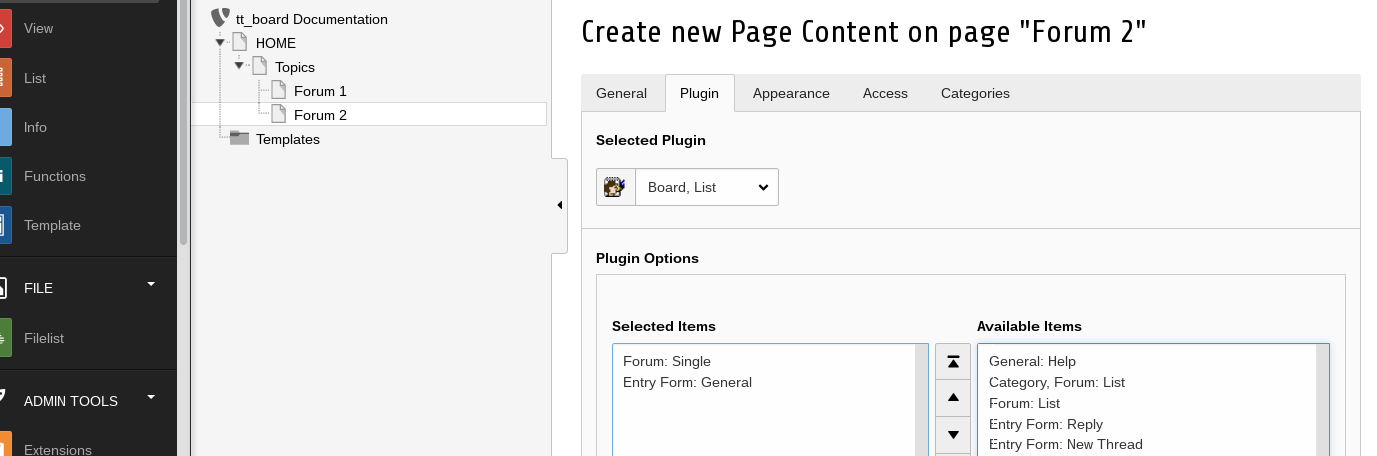 View
List
Info
Functions
Template
FILE
Filelist
ADMIN TOOLS
Extensions
tt_board Documentation
HOME
Topics
Forum 1
Forum 2
Templates
Create new Page Content on page "Forum 2"
General Plugin Appearance Access Categories
Selected Plugin
Board, List
Plugin Options
Selected Items
Forum: Single
Entry Form: General
Available Items
General: Help
Category, Forum: List
Forum: List
Entry Form: Reply
Entry Form: New Thread